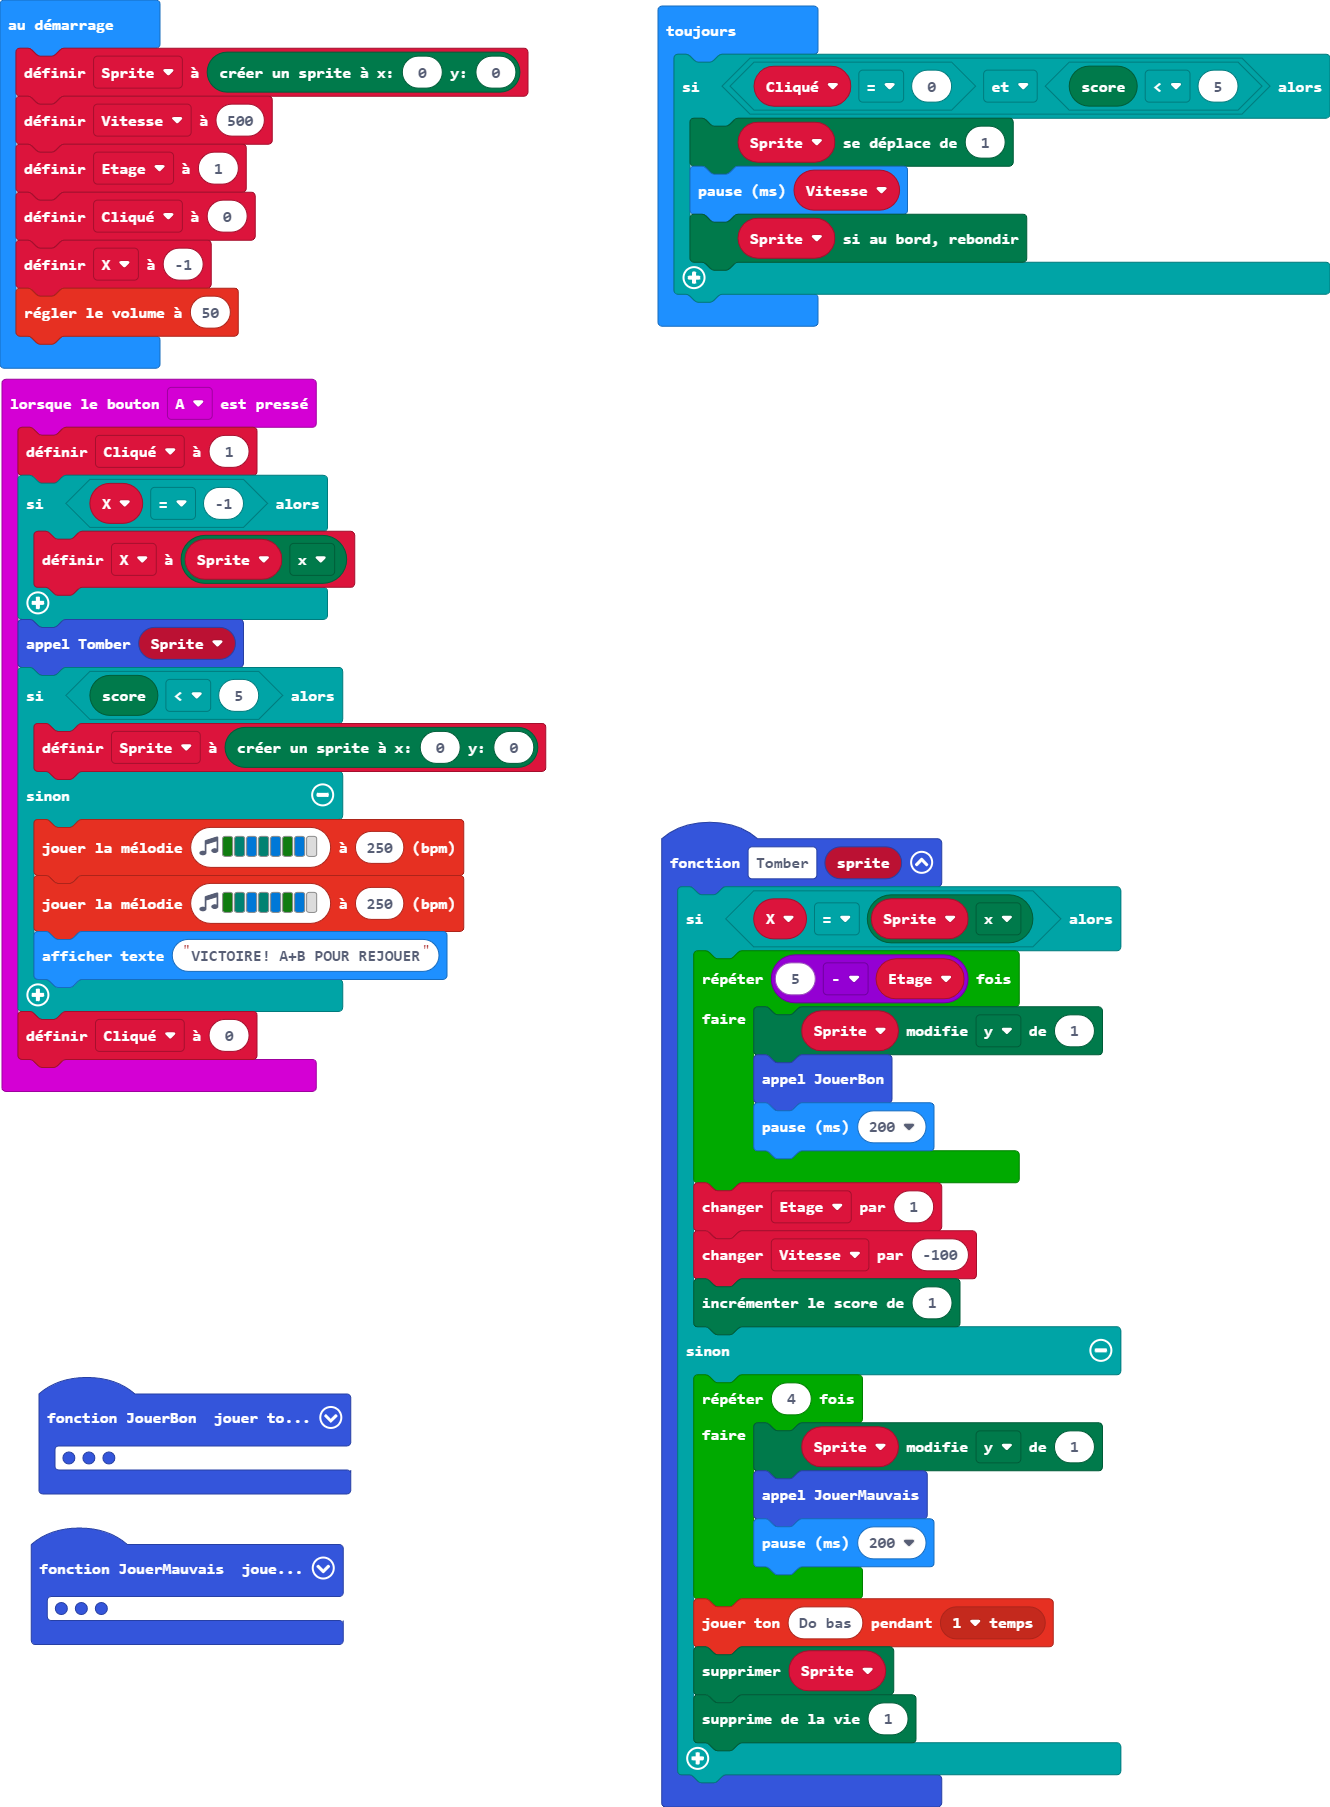 au démarrage
définir Sprite à créer un sprite à x: 0 y: 0
définir Vitesse à 500
définir Etage à 1
définir Cliqué à 0
définir X à -1
régler le volume à 50
toujours
si Cliqué = 0 et score < 5 alors
Sprite se déplace de 1
pause (ms) Vitesse
Sprite si au bord, rebondir
lorsque le bouton A est pressé
définir Cliqué à 1
si X = -1 alors
définir X à Sprite x
appel Tomber Sprite
si score < 5 alors
définir Sprite à créer un sprite à x: 0 y: 0
sinon
jouer la mélodie à 250 (bpm)
jouer la mélodie à 250 (bpm)
afficher texte "VICTOIRE! A+B POUR REJOUER"
définir Cliqué à 0
fonction Tomber sprite
si X = Sprite x alors
répéter 5 - Etage fois
faire Sprite modifie y de 1
appel JouerBon
pause (ms) 200
changer Etage par 1
changer Vitesse par -100
incrémenter le score de 1
sinon
répéter 4 fois
faire Sprite modifie y de 1
appel JouerMauvais
pause (ms) 200
jouer ton Do bas pendant 1 temps
supprimer Sprite
supprime de la vie 1
fonction JouerBon jouer to...
fonction JouerMauvais joue...